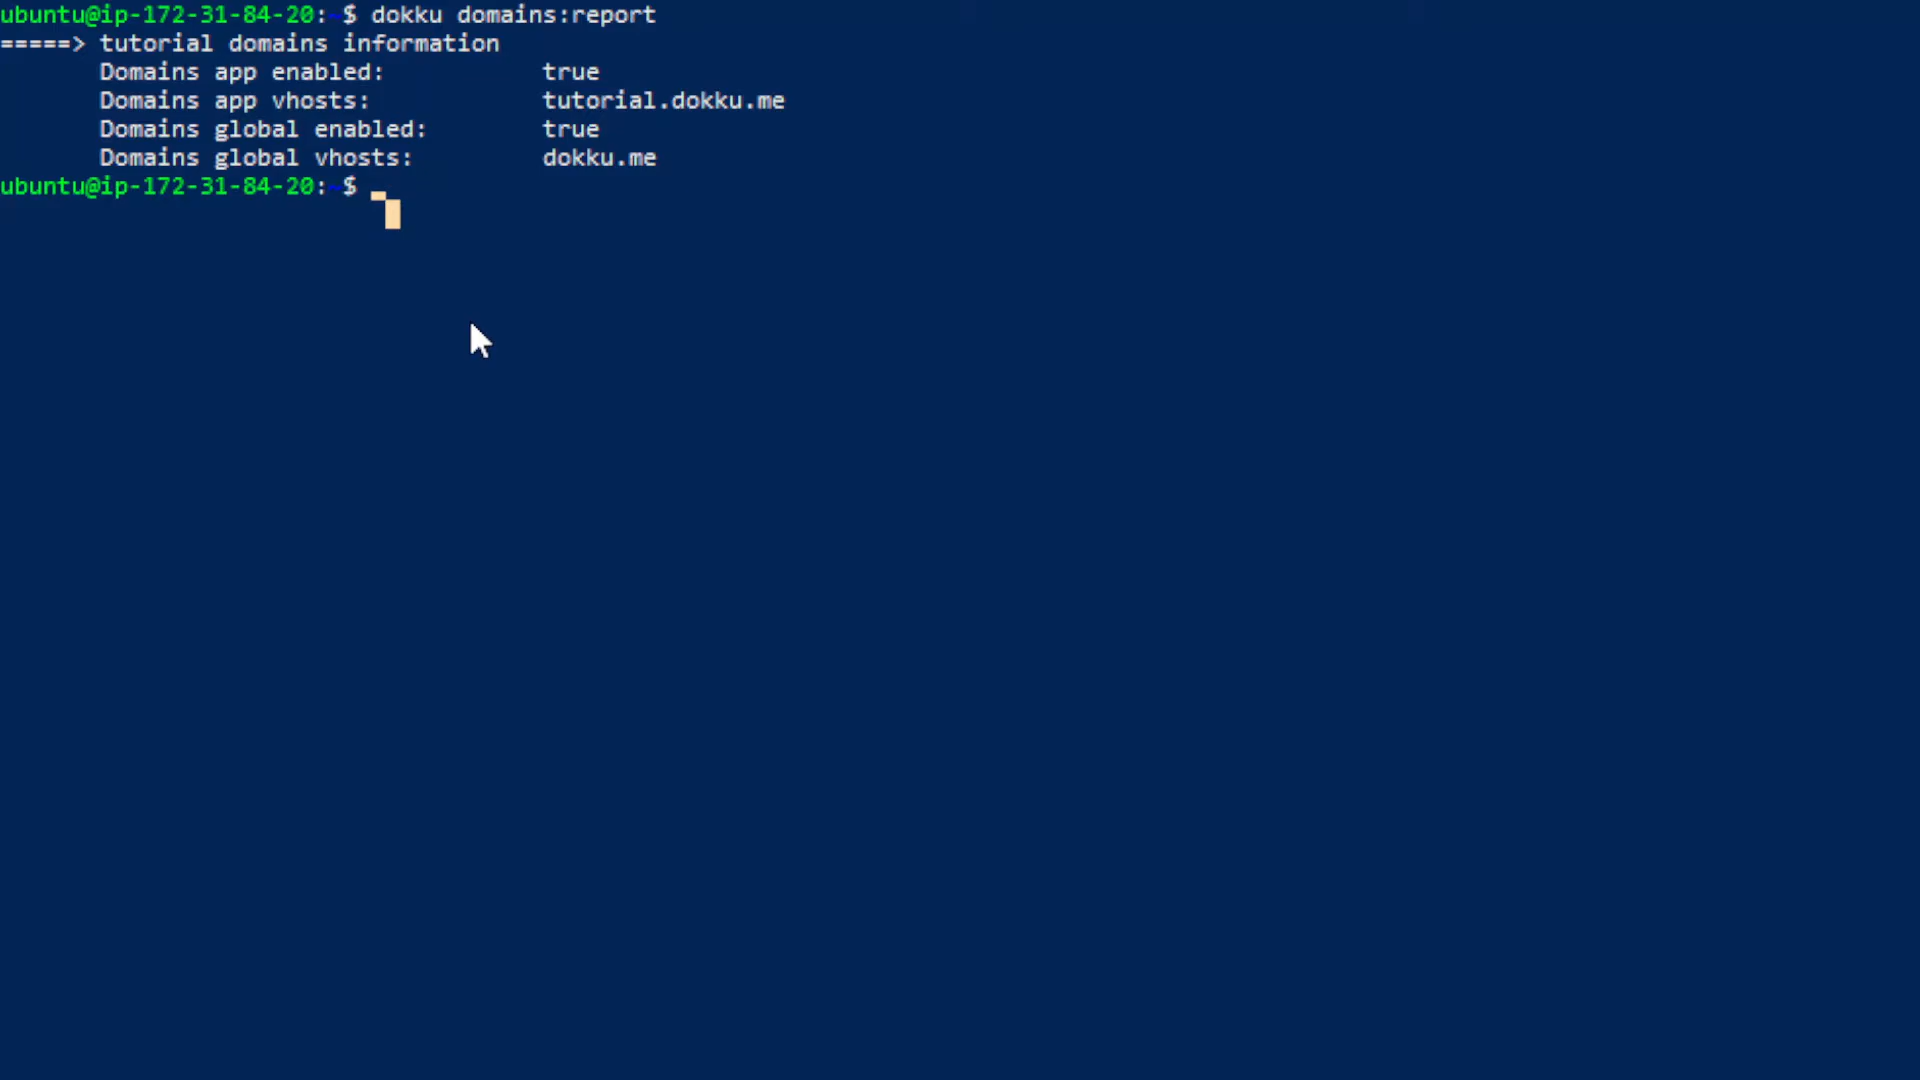 ubuntu@ip-172-31-84-20:~$ dokku domains:report
=====> tutorial domains information
       Domains app enabled:           true
       Domains app vhosts:            tutorial.dokku.me
       Domains global enabled:        true
       Domains global vhosts:         dokku.me
ubuntu@ip-172-31-84-20:~$